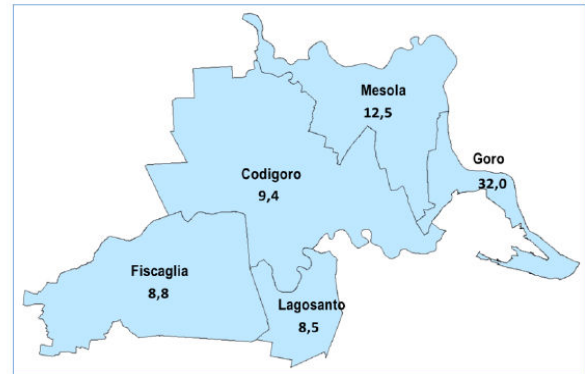 Mesola
12,5
Goro
32,0
Codigoro
9,4
Fiscaglia
8,8
Lagosanto
8,5